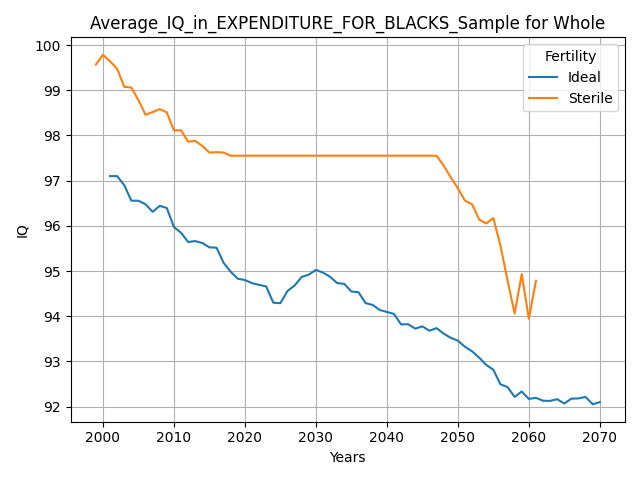 Average_IQ_in_EXPENDITURE_FOR_BLACKS_Sample for Whole
Fertility
Ideal
Sterile
100
99
98
97
96
95
94
93
92
IQ
2000 2010 2020 2030 2040 2050 2060 2070
Years